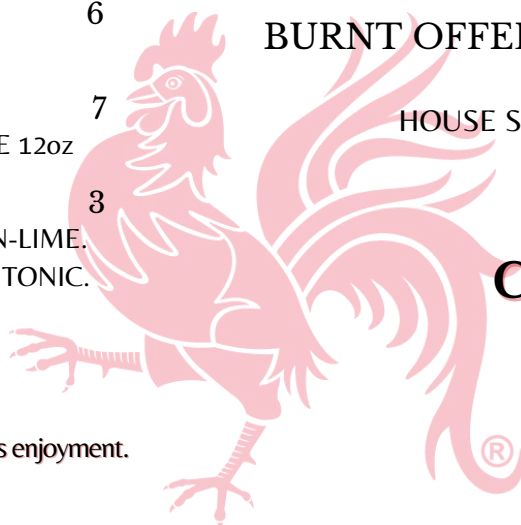 6
BURNT OFFE
7
HOUSE S
E 12oz
3
N-LIME.
TONIC.
C
s enjoyment.
®